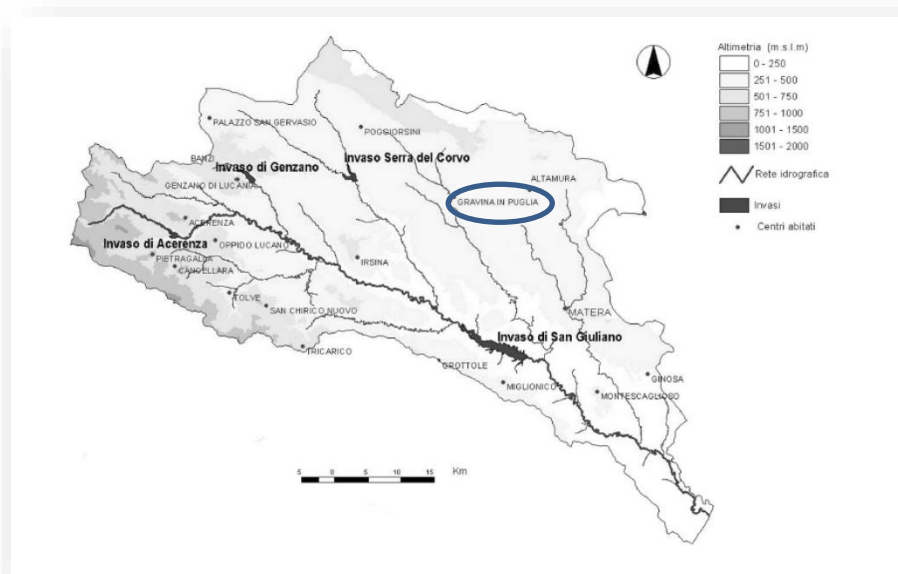 Altimetria (m.s.l.m)
0 - 250
251 - 500
501 - 750
751 - 1000
1001 - 1500
1501 - 2000
Rete idrografica
Invasi
Centri abitati
PALAZZO SAN GERVASIO
POGGIORSINI
BANZI
Invaso di Genzano
Invaso Serra del Corvo
GENZANO DI LUCANIA
ALTAMURA
GRAVINA IN PUGLIA
ACERENZA
Invaso di Acerenza
OPPIDO LUCANO
PIETRAGALLA
CANCELLARA
IRSINA
TOLVE
SAN CHIRICO NUOVO
MATERA
Invaso di San Giuliano
TRICARICO
GROTTOLE
MIGLIONICO
GINOSA
MONTESCAGLIOSO
5 0 5 10 15 Km